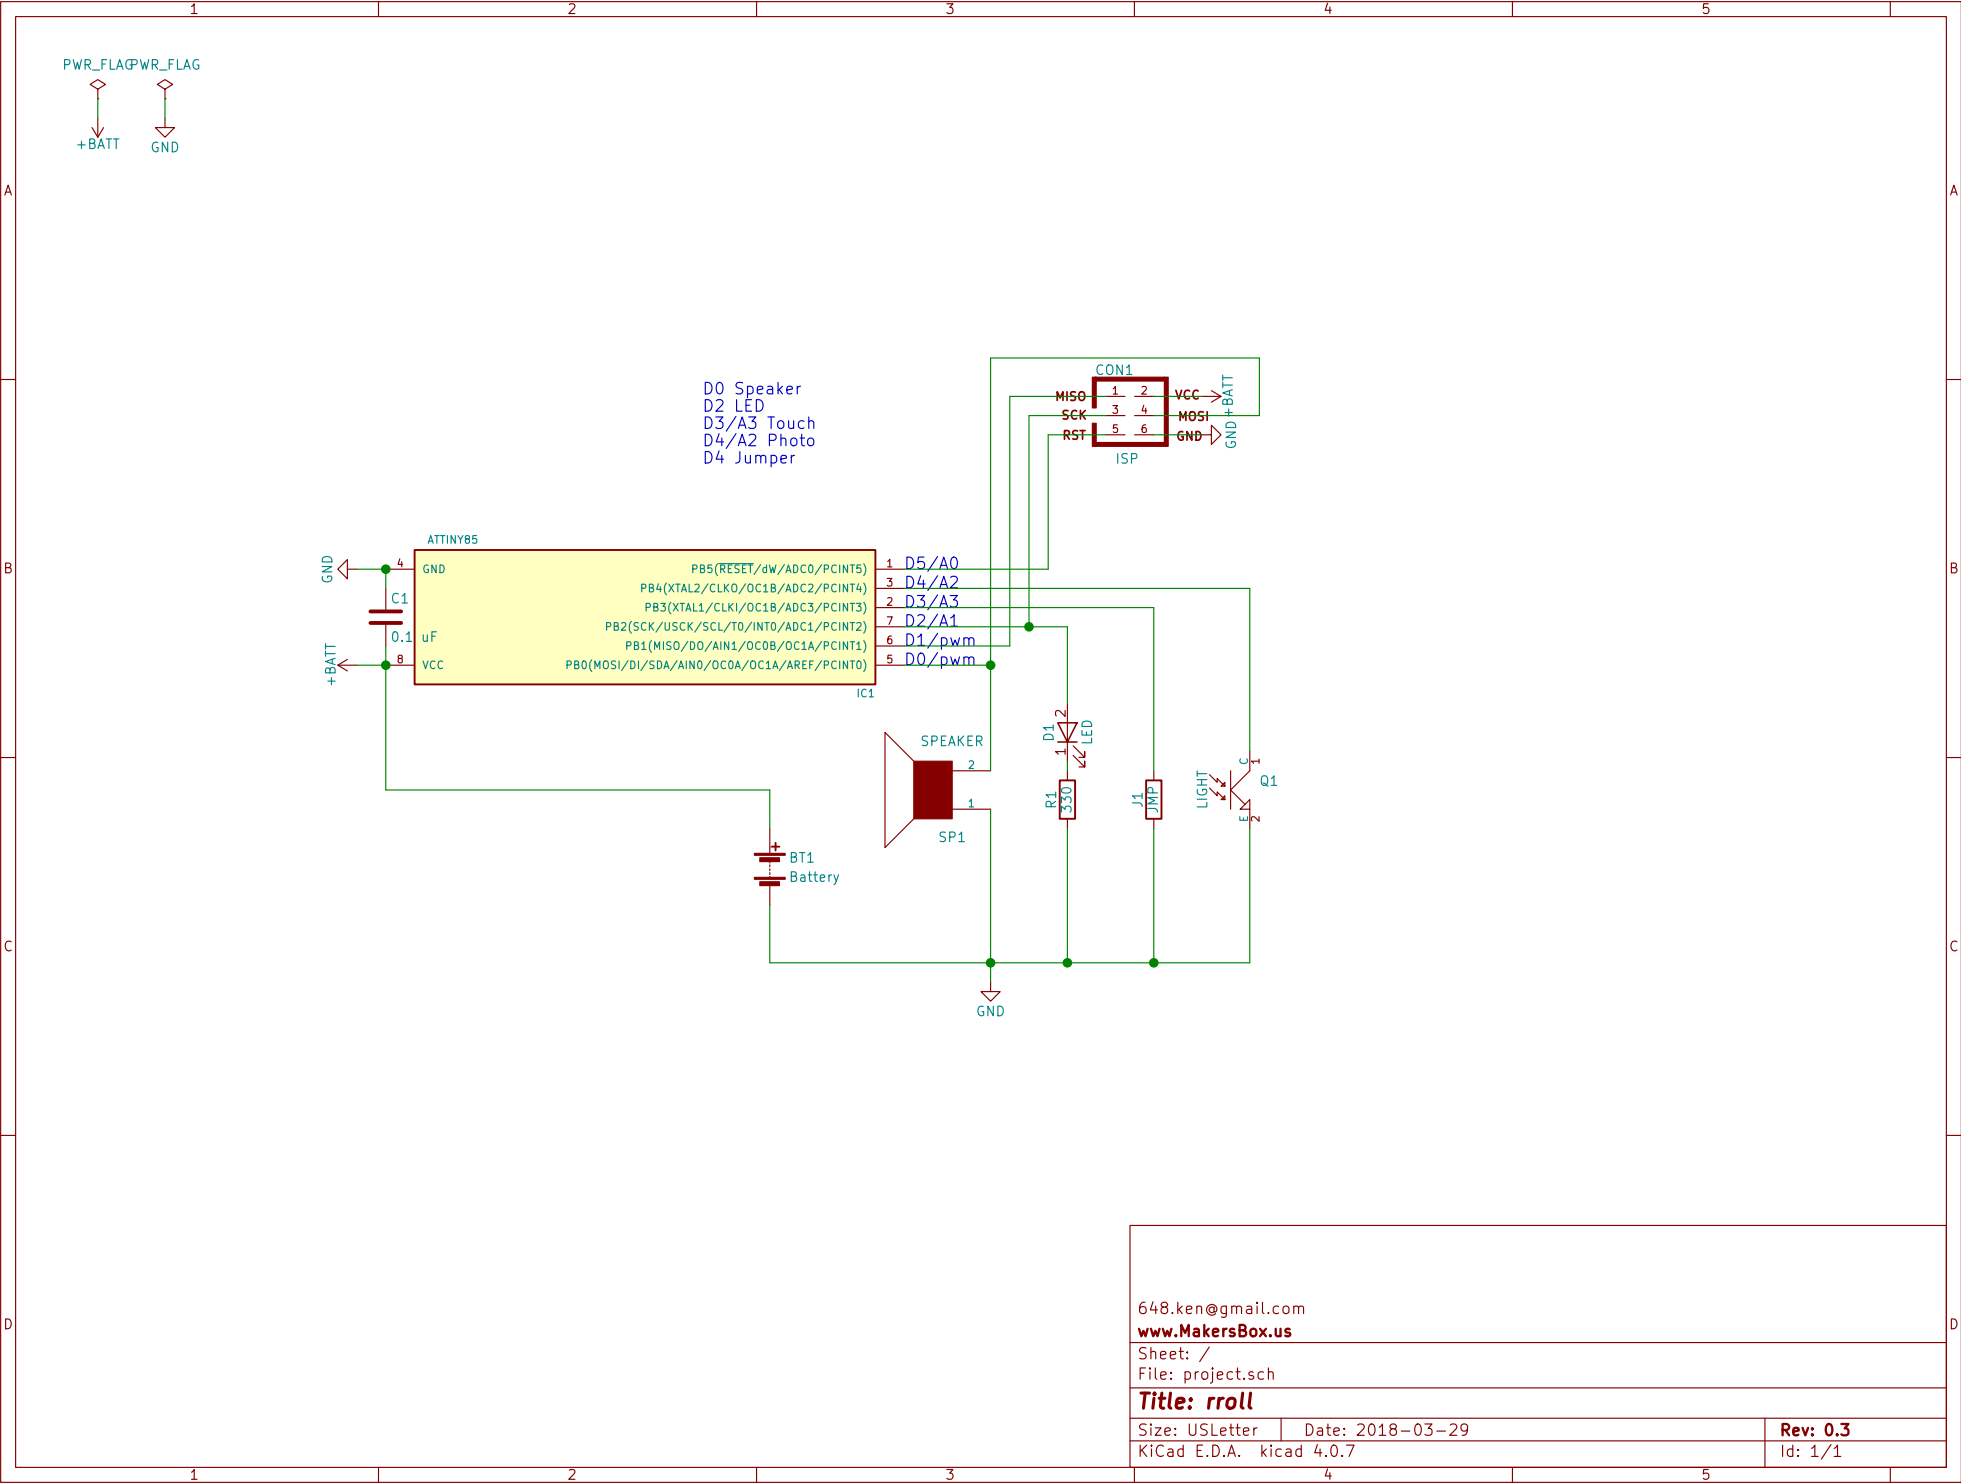 1 2 3 4 5
PWR_FLAG PWR_FLAG
+BATT GND
A A
D0 Speaker
D2 LED
D3/A3 Touch
D4/A2 Photo
D4 Jumper
CON1
MISO 1 2 VCC +BATT
SCK 3 4 MOSI
RST 5 6 GND GND
ISP
ATTINY85
B B
GND 4 GND
PB5(RESET/dW/ADC0/PCINT5) 1 D5/A0
PB4(XTAL2/CLKO/OC1B/ADC2/PCINT4) 3 D4/A2
PB3(XTAL1/CLKI/OC1B/ADC3/PCINT3) 2 D3/A3
PB2(SCK/USCK/SCL/T0/INT0/ADC1/PCINT2) 7 D2/A1
PB1(MISO/DO/AIN1/OC0B/OC1A/PCINT1) 6 D1/pwm
PB0(MOSI/DI/SDA/AIN0/OC0A/OC1A/AREF/PCINT0) 5 D0/pwm
C1
0.1 uF
+BATT 8 VCC
IC1
SPEAKER
2
1
SP1
D1 2 1 LED
R1 330
J1 JMP
LIGHT C 1 Q1
E 2
+
BT1
Battery
C C
GND
D D
648.ken@gmail.com
www.MakersBox.us
Sheet: /
File: project.sch
Title: rroll
Size: USLetter Date: 2018-03-29 Rev: 0.3
KiCad E.D.A. kicad 4.0.7 Id: 1/1
1 2 3 4 5